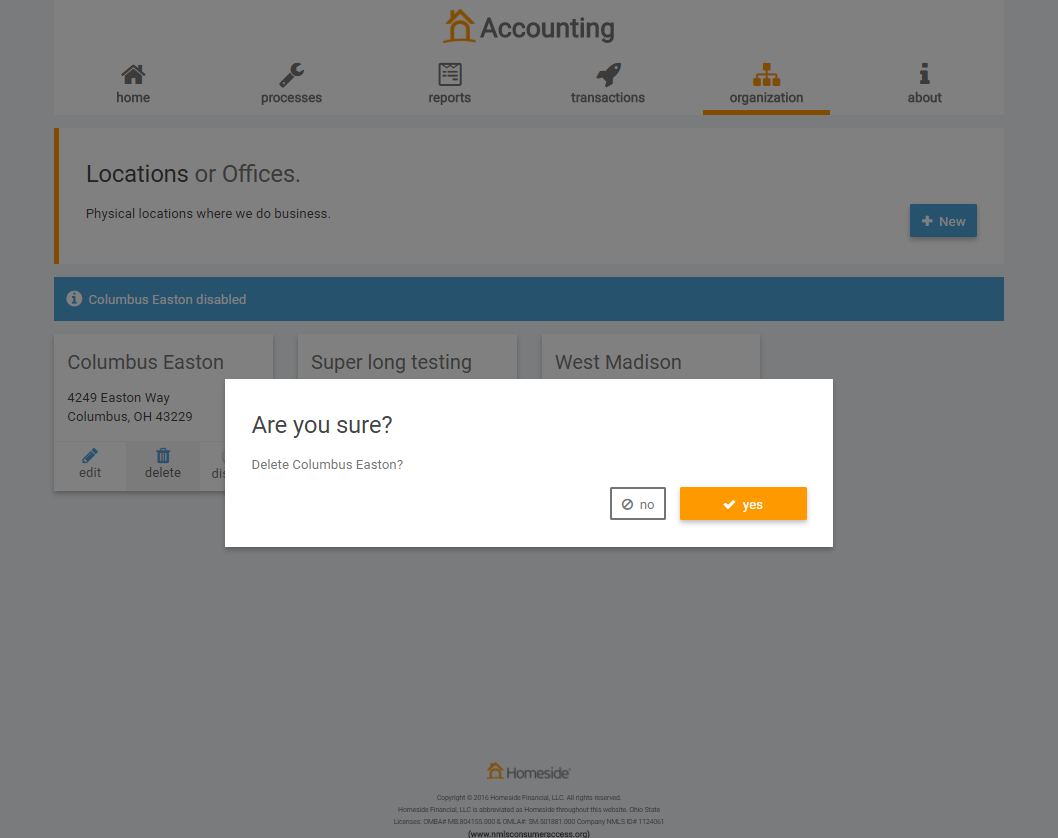 Accounting
home processes reports transactions organization about
Locations or Offices.
Physical locations where we do business.
New
Columbus Easton disabled
Columbus Easton Super long testing West Madison
4249 Easton Way
Columbus, OH 43229
edit delete
Are you sure?
Delete Columbus Easton?
no yes
Homeside
Copyright © 2016 Homeside Financial, LLC. All rights reserved.
Homeside Financial, LLC is abbreviated as Homeside throughout this website. Ohio State
Licenses: OMBA# MB.804155.000 & OMLA#: SM.501881.000 Company NMLS ID# 1124061
(www.nmlsconsumeraccess.org)